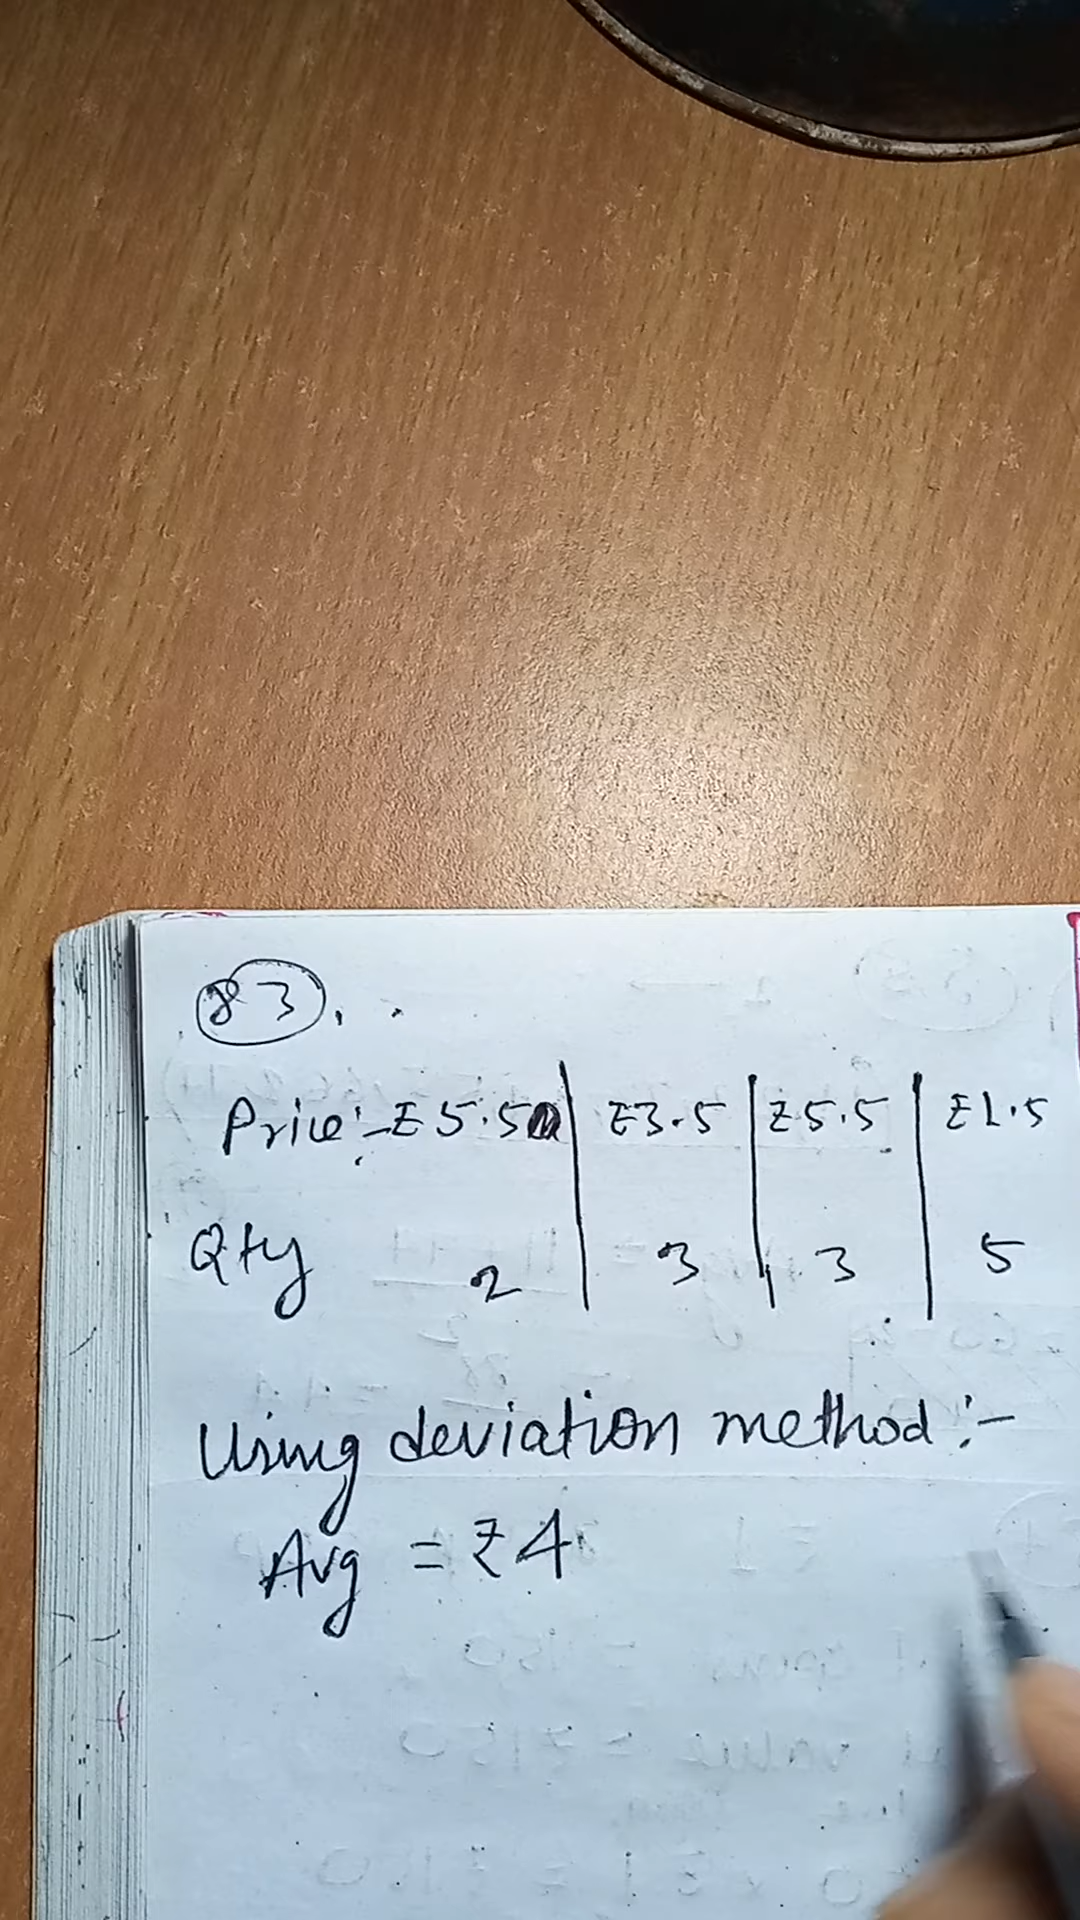 83.
Price:- ₹5.5 | ₹3.5 | ₹5.5 | ₹1.5
Qty 2 | 3 | 3 | 5
Using deviation method:-
Avg = ₹4